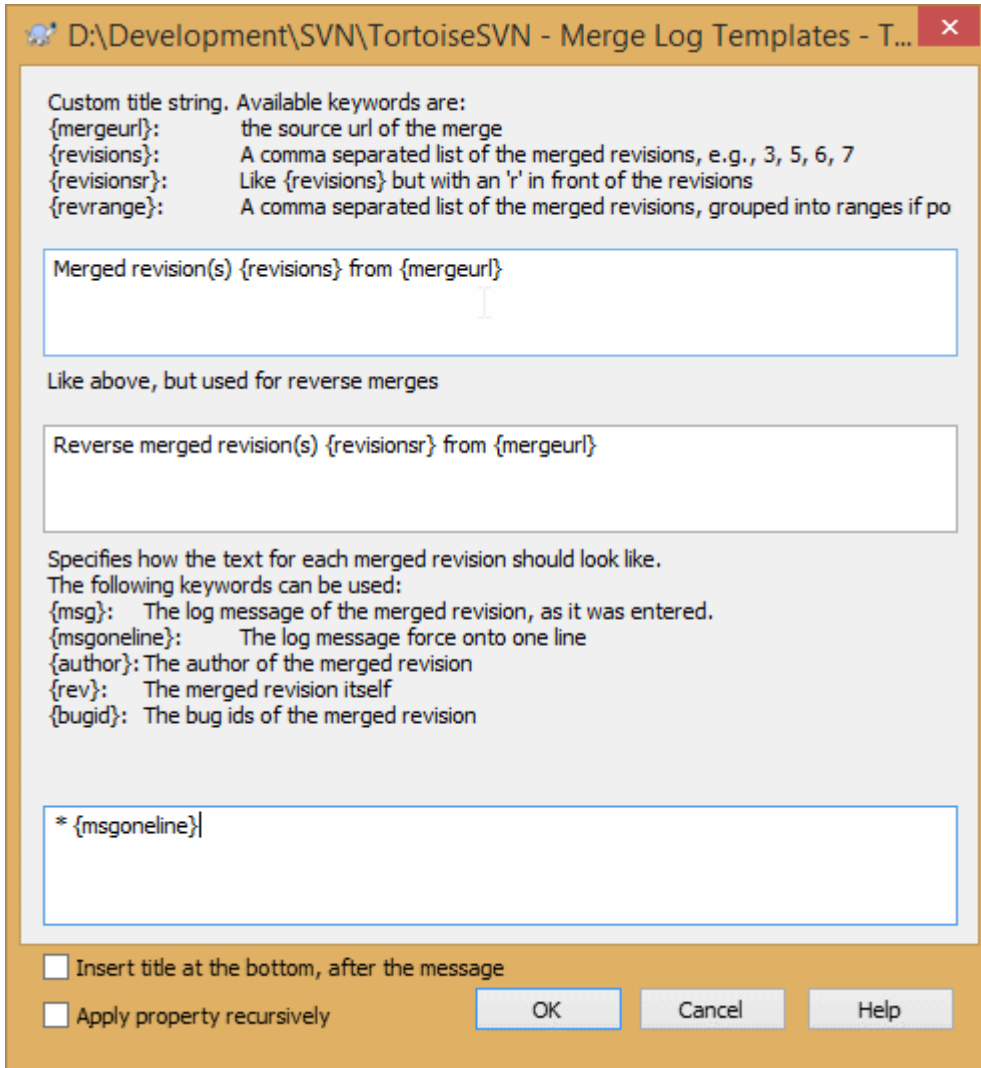 D:\Development\SVN\TortoiseSVN - Merge Log Templates - T...
Custom title string. Available keywords are:
{mergeurl}: the source url of the merge
{revisions}: A comma separated list of the merged revisions, e.g., 3, 5, 6, 7
{revisionsr}: Like {revisions} but with an 'r' in front of the revisions
{revrange}: A comma separated list of the merged revisions, grouped into ranges if po
Merged revision(s) {revisions} from {mergeurl}
Like above, but used for reverse merges
Reverse merged revision(s) {revisionsr} from {mergeurl}
Specifies how the text for each merged revision should look like.
The following keywords can be used:
{msg}: The log message of the merged revision, as it was entered.
{msgoneline}: The log message force onto one line
{author}: The author of the merged revision
{rev}: The merged revision itself
{bugid}: The bug ids of the merged revision
* {msgoneline}
Insert title at the bottom, after the message
Apply property recursively
OK Cancel Help